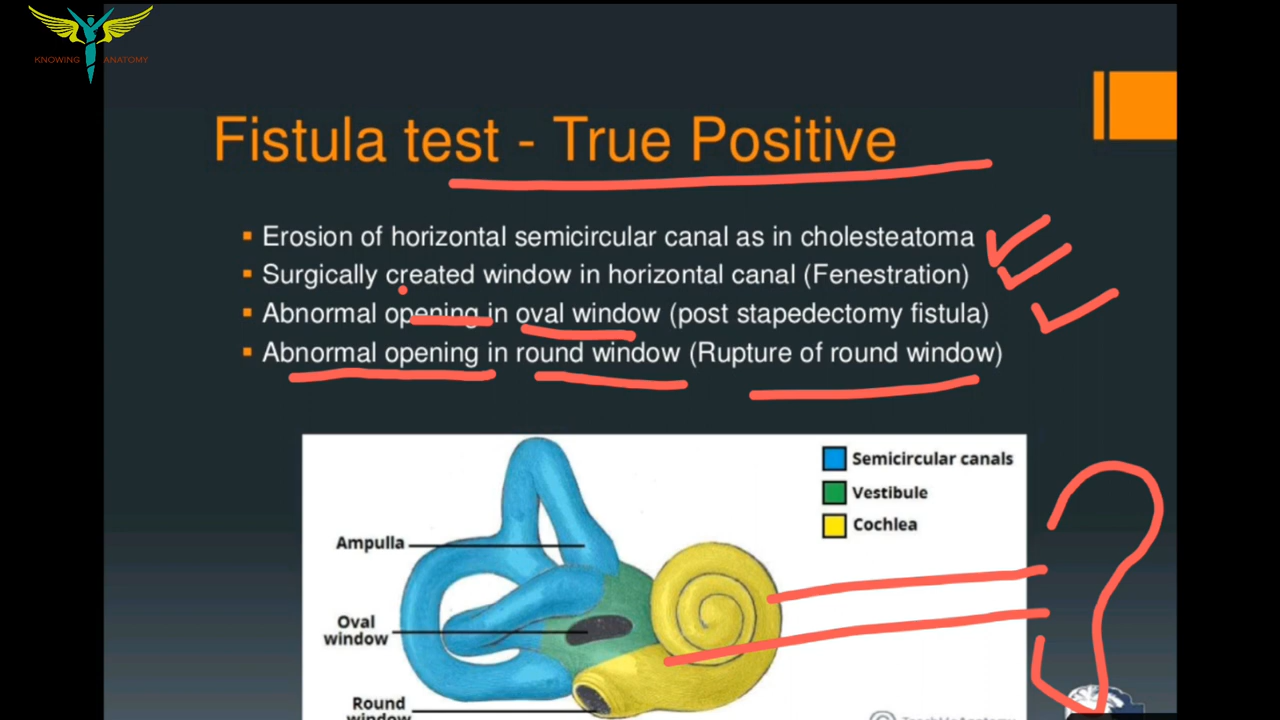 KNOWING ANATOMY
Fistula test - True Positive
Erosion of horizontal semicircular canal as in cholesteatoma
Surgically created window in horizontal canal (Fenestration)
Abnormal opening in oval window (post stapedectomy fistula)
Abnormal opening in round window (Rupture of round window)
Semicircular canals
Vestibule
Cochlea
Ampulla
Oval
window
Round
window